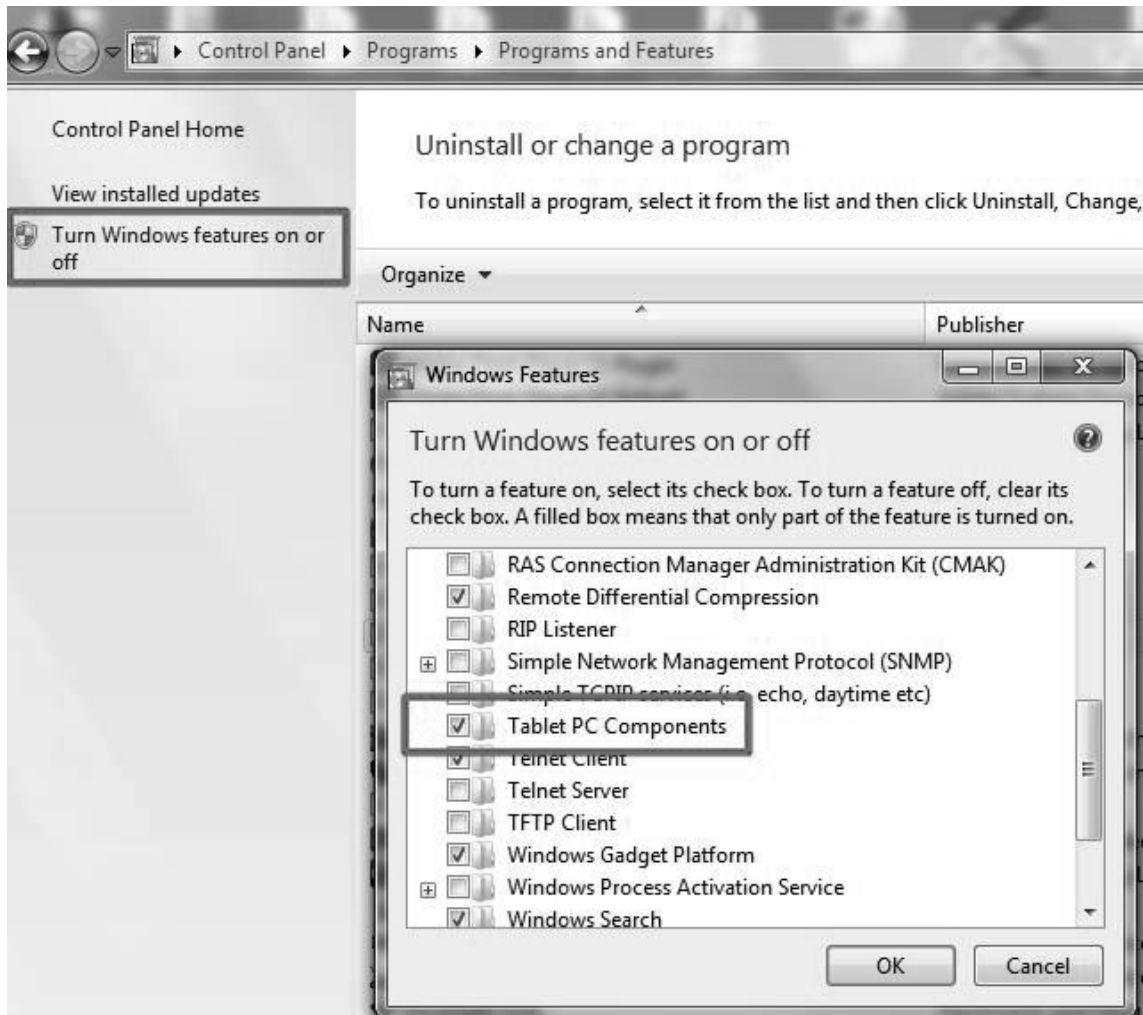 Control Panel ▸ Programs ▸ Programs and Features
Control Panel Home
View installed updates
Turn Windows features on or
off
Uninstall or change a program
To uninstall a program, select it from the list and then click Uninstall, Change,
Organize
Name
Publisher
Windows Features
Turn Windows features on or off
To turn a feature on, select its check box. To turn a feature off, clear its
check box. A filled box means that only part of the feature is turned on.
RAS Connection Manager Administration Kit (CMAK)
Remote Differential Compression
RIP Listener
Simple Network Management Protocol (SNMP)
Simple TCPIP services (i.e. echo, daytime etc)
Tablet PC Components
Telnet Client
Telnet Server
TFTP Client
Windows Gadget Platform
Windows Process Activation Service
Windows Search
OK
Cancel